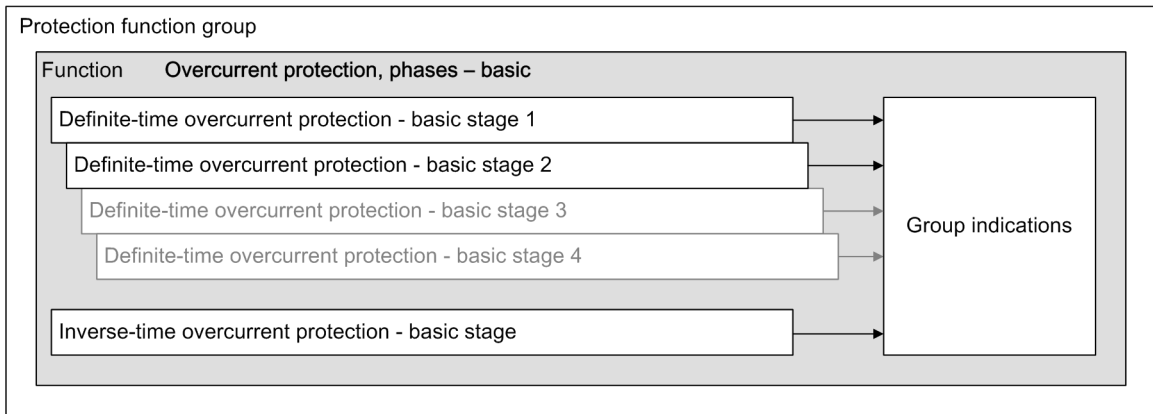 Protection function group
Function Overcurrent protection, phases – basic
Definite-time overcurrent protection - basic stage 1
Definite-time overcurrent protection - basic stage 2
Definite-time overcurrent protection - basic stage 3
Definite-time overcurrent protection - basic stage 4
Group indications
Inverse-time overcurrent protection - basic stage